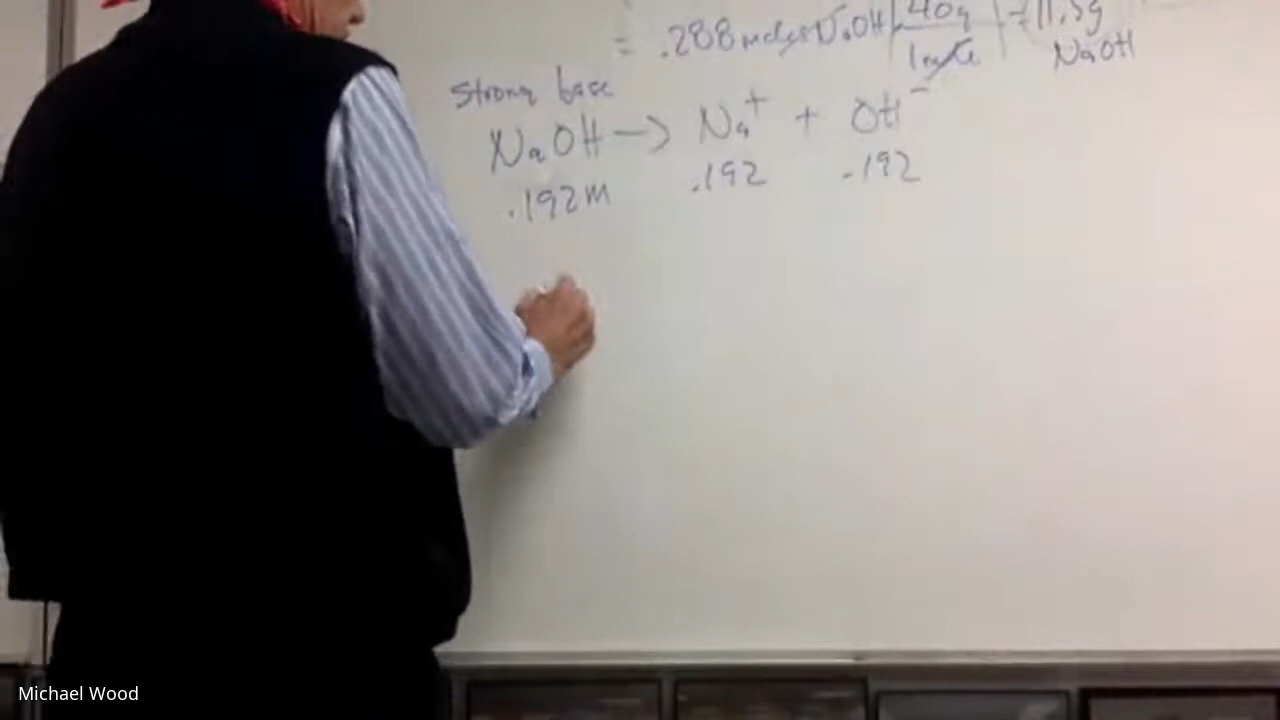 = .288 moles NaOH | 40g | = 11.5g
1 mole NaOH
strong base
NaOH → Na⁺ + OH⁻
.192M .192 .192
Michael Wood